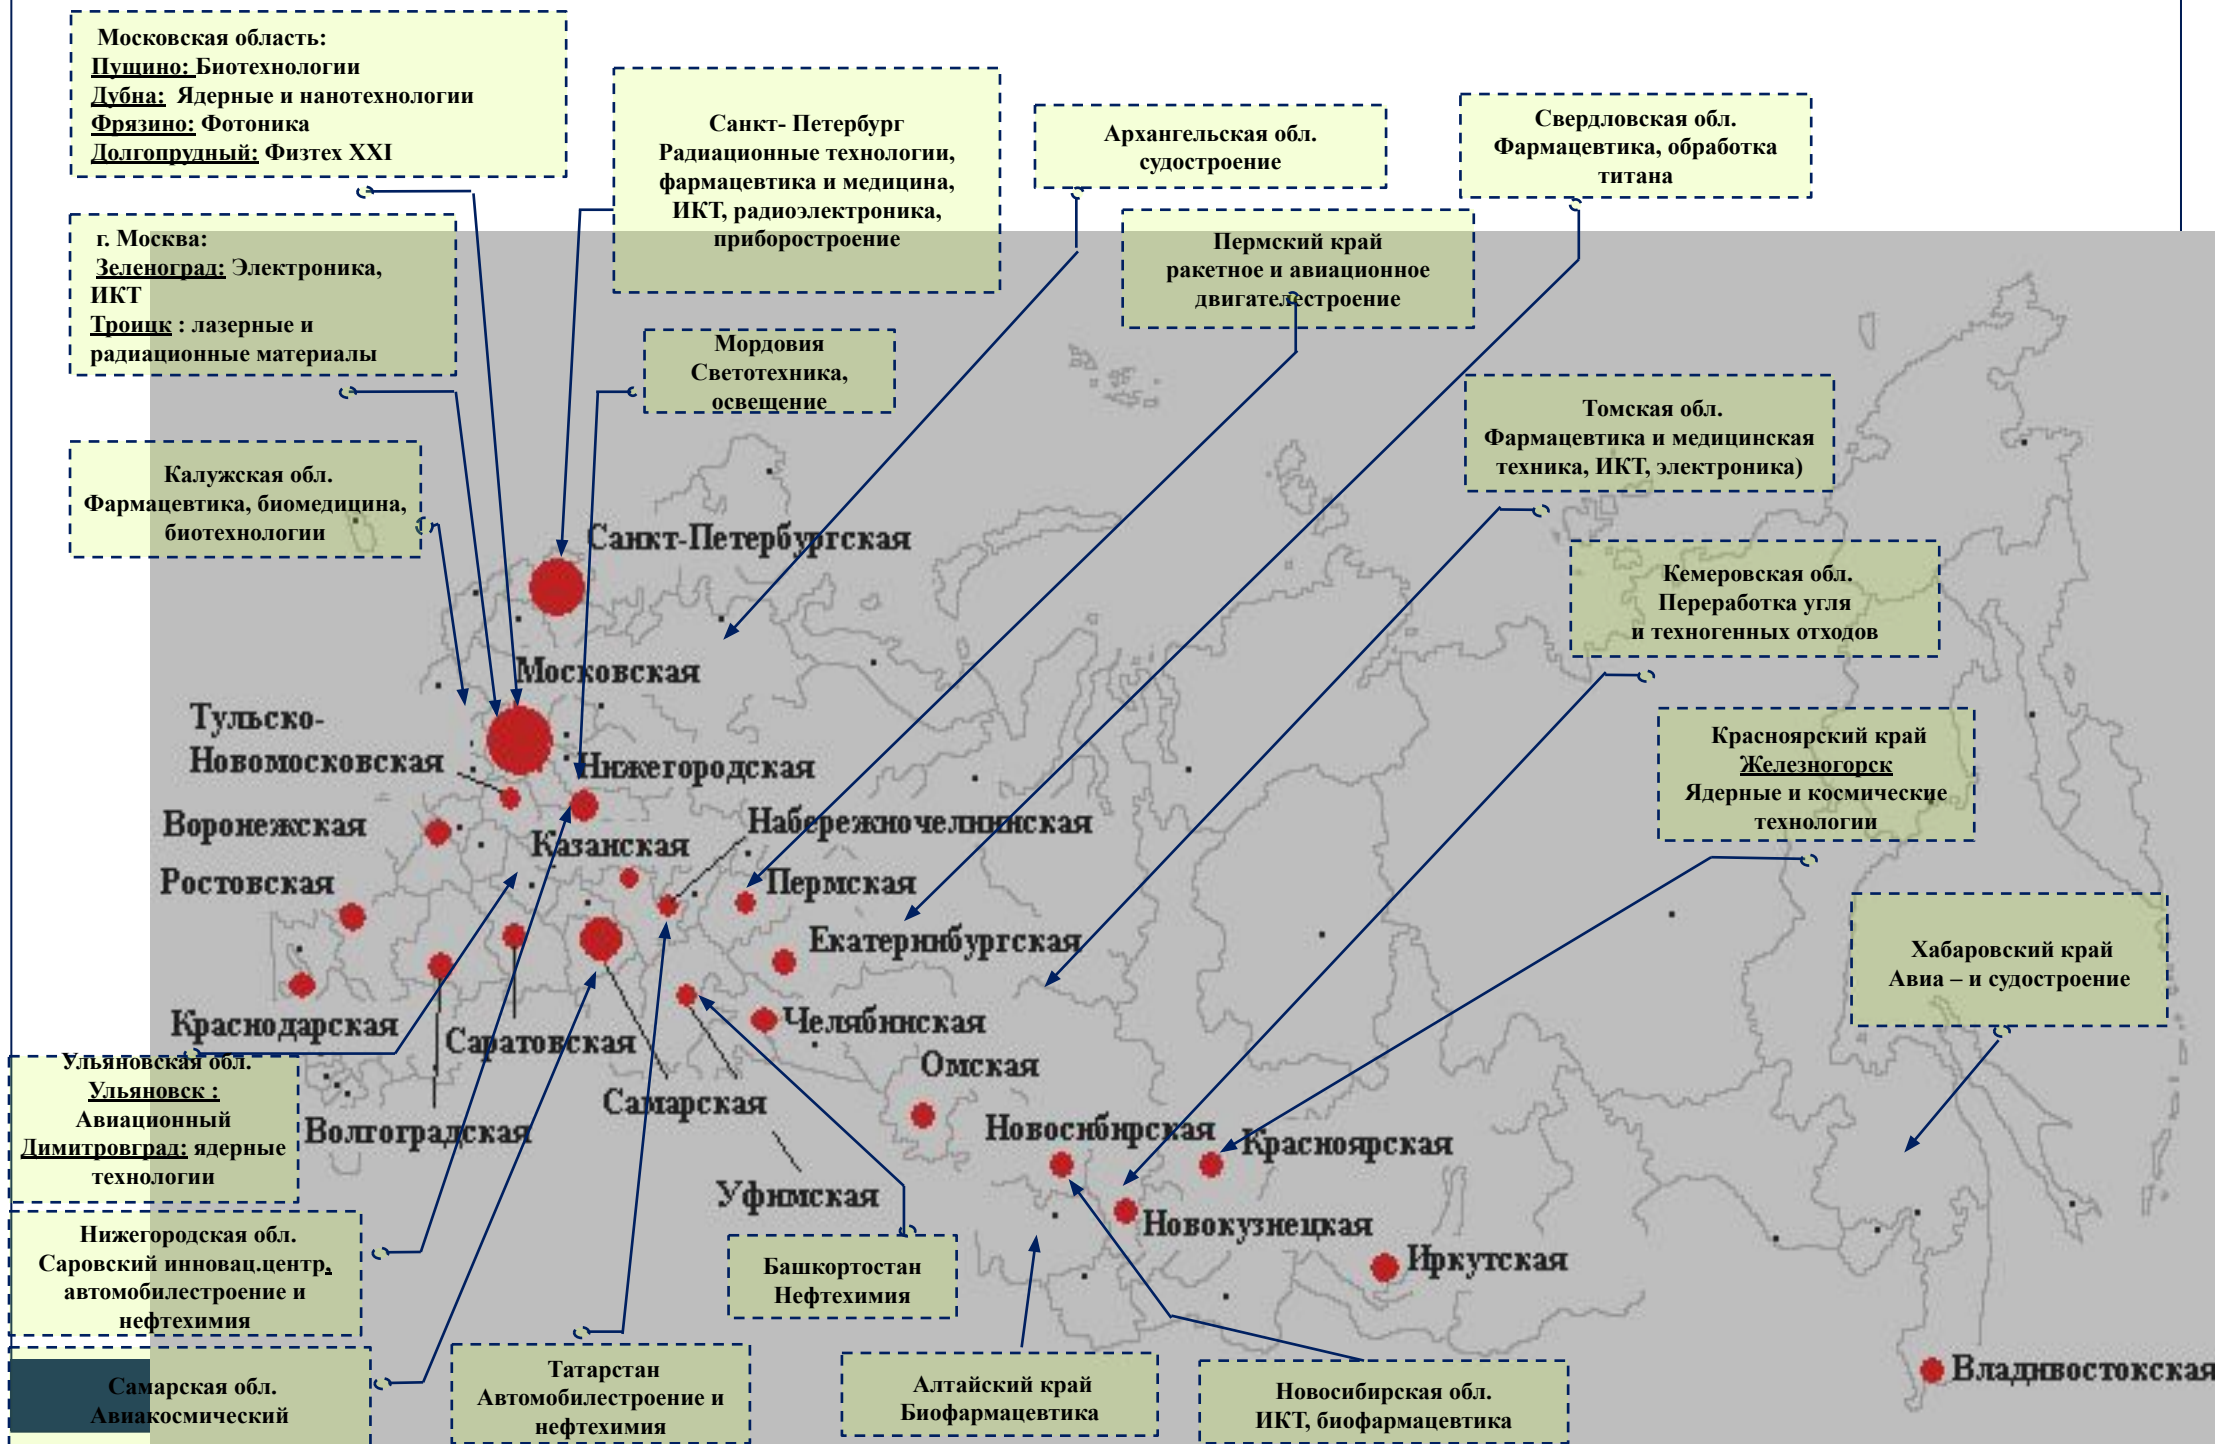 Московская область:
Пущино: Биотехнологии
Дубна: Ядерные и нанотехнологии
Фрязино: Фотоника
Долгопрудный: Физтех XXI
Санкт- Петербург
Радиационные технологии,
фармацевтика и медицина,
ИКТ, радиоэлектроника,
приборостроение
Архангельская обл.
судостроение
Свердловская обл.
Фармацевтика, обработка
титана
г. Москва:
Зеленоград: Электроника,
ИКТ
Троицк : лазерные и
радиационные материалы
Пермский край
ракетное и авиационное
двигателестроение
Мордовия
Светотехника,
освещение
Томская обл.
Фармацевтика и медицинская
техника, ИКТ, электроника)
Калужская обл.
Фармацевтика, биомедицина,
биотехнологии
Кемеровская обл.
Переработка угля
и техногенных отходов
Красноярский край
Железногорск
Ядерные и космические
технологии
Хабаровский край
Авиа – и судостроение
Санкт-Петербургская
Московская
Тульско-
Новомосковская
Нижегородская
Воронежская
Набережночелнинская
Казанская
Ростовская
Пермская
Екатеринбургская
Краснодарская
Саратовская
Челябинская
Омская
Самарская
Волгоградская
Новосибирская
Красноярская
Уфимская
Новокузнецкая
Иркутская
Владивостокская
Ульяновская обл.
Ульяновск :
Авиационный
Димитровград: ядерные
технологии
Нижегородская обл.
Саровский инновац.центр,
автомобилестроение и
нефтехимия
Самарская обл.
Авиакосмический
Башкортостан
Нефтехимия
Татарстан
Автомобилестроение и
нефтехимия
Алтайский край
Биофармацевтика
Новосибирская обл.
ИКТ, биофармацевтика